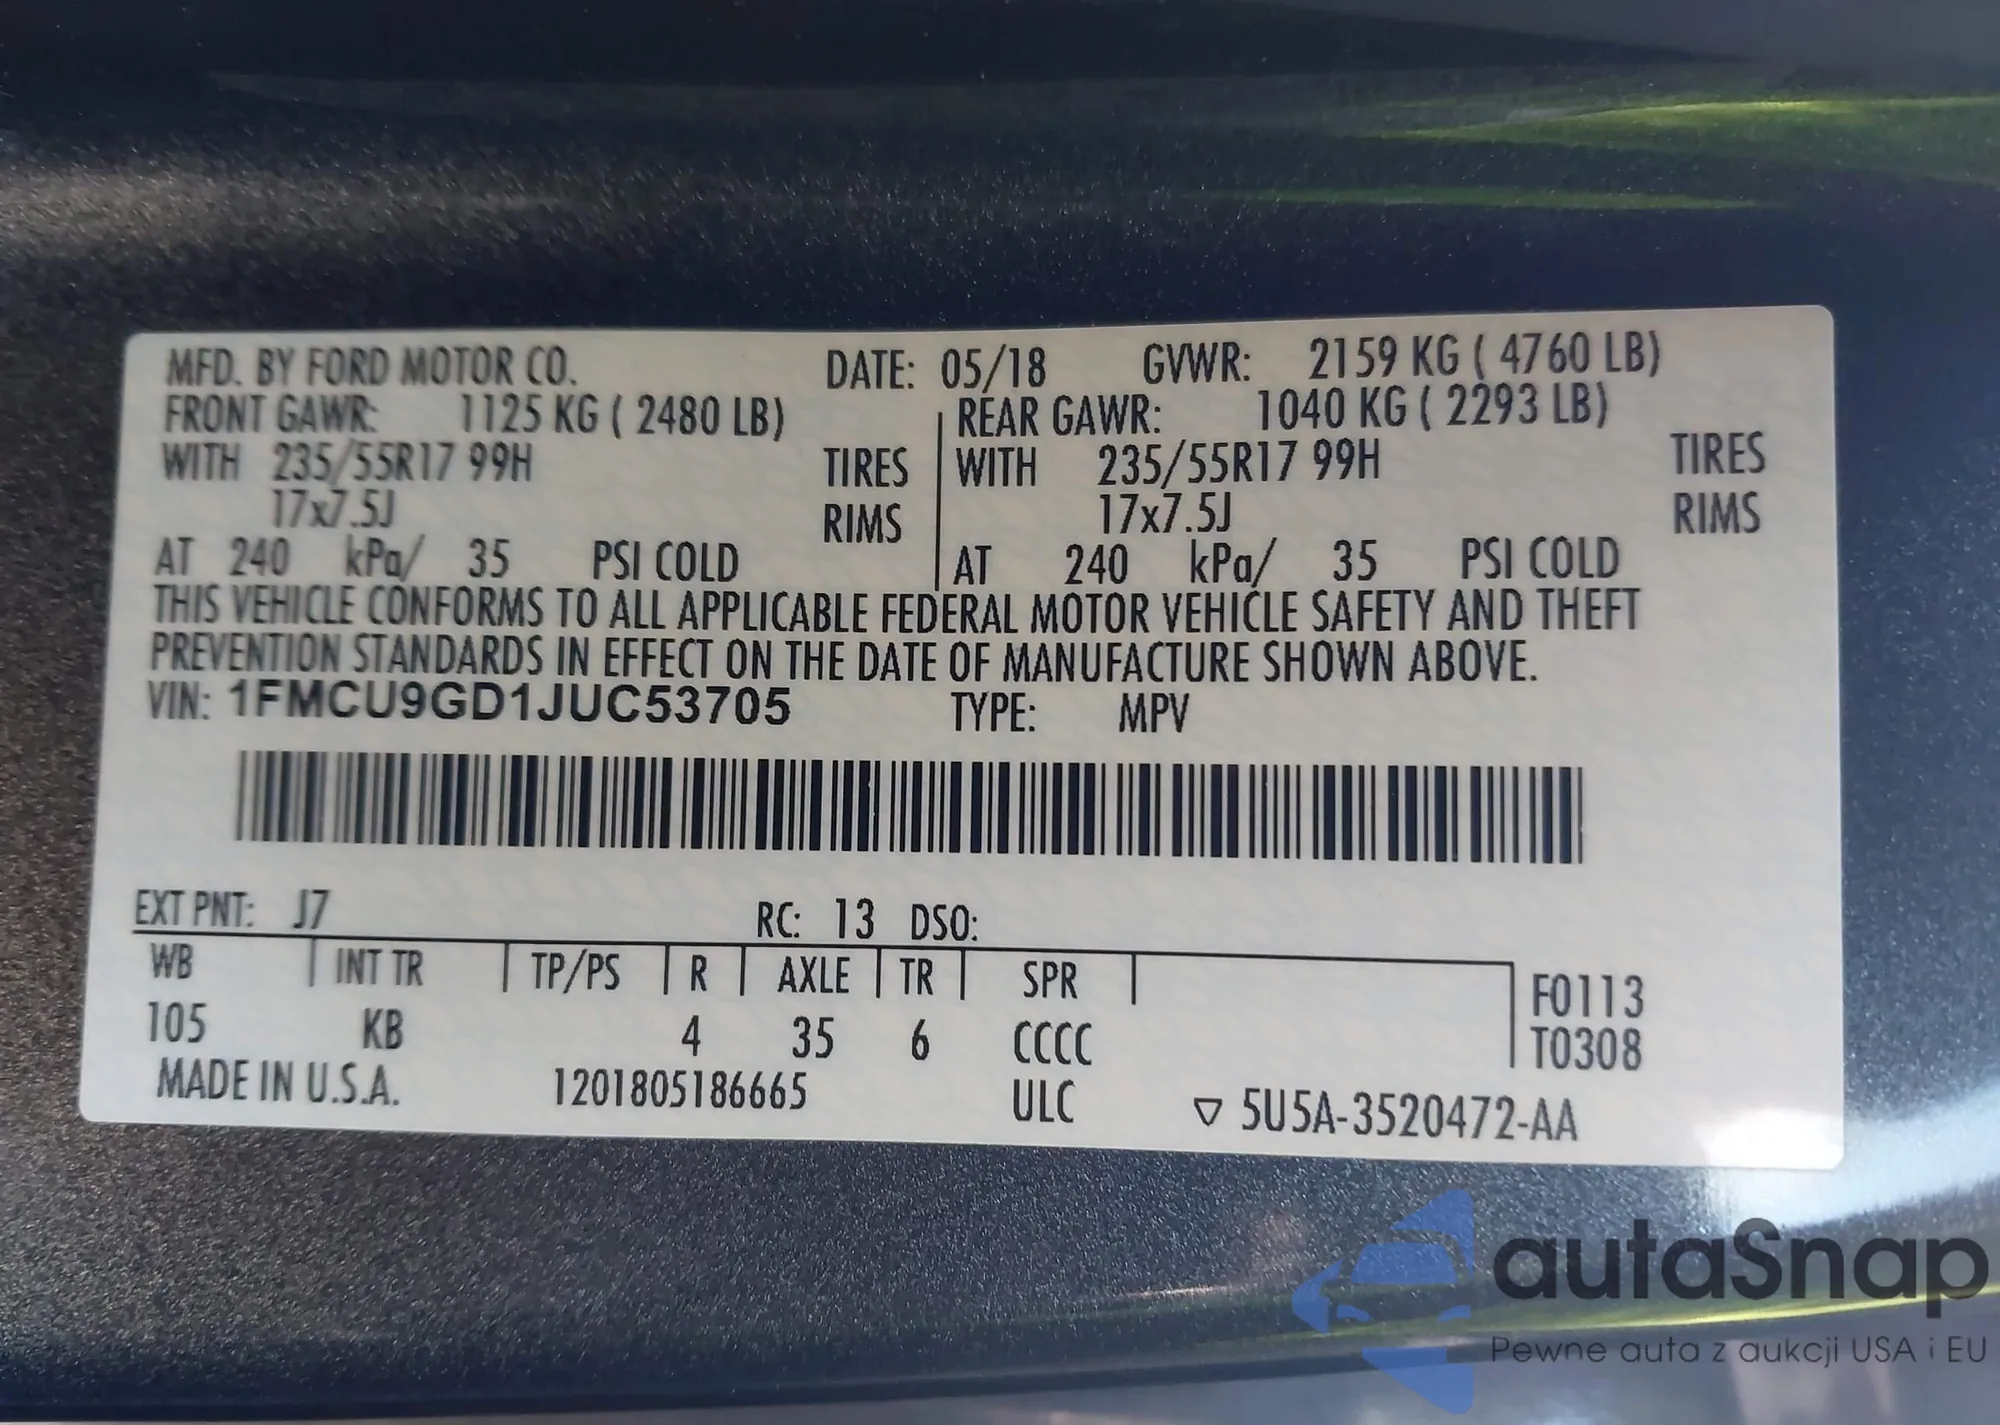 MFD. BY FORD MOTOR CO. DATE: 05/18 GVWR: 2159 KG ( 4760 LB)
FRONT GAWR: 1125 KG ( 2480 LB) REAR GAWR: 1040 KG ( 2293 LB)
WITH 235/55R17 99H TIRES WITH 235/55R17 99H TIRES
17x7.5J RIMS 17x7.5J RIMS
AT 240 kPa/ 35 PSI COLD AT 240 kPa/ 35 PSI COLD
THIS VEHICLE CONFORMS TO ALL APPLICABLE FEDERAL MOTOR VEHICLE SAFETY AND THEFT
PREVENTION STANDARDS IN EFFECT ON THE DATE OF MANUFACTURE SHOWN ABOVE.
VIN: 1FMCU9GD1JUC53705 TYPE: MPV
EXT PNT: J7 RC: 13 DSO:
WB INT TR TP/PS R AXLE TR SPR F0113
105 KB 4 35 6 CCCC T0308
MADE IN U.S.A. 1201805186665 ULC ▽ 5U5A-3520472-AA
autaSnap
Pewne auta z aukcji USA i EU